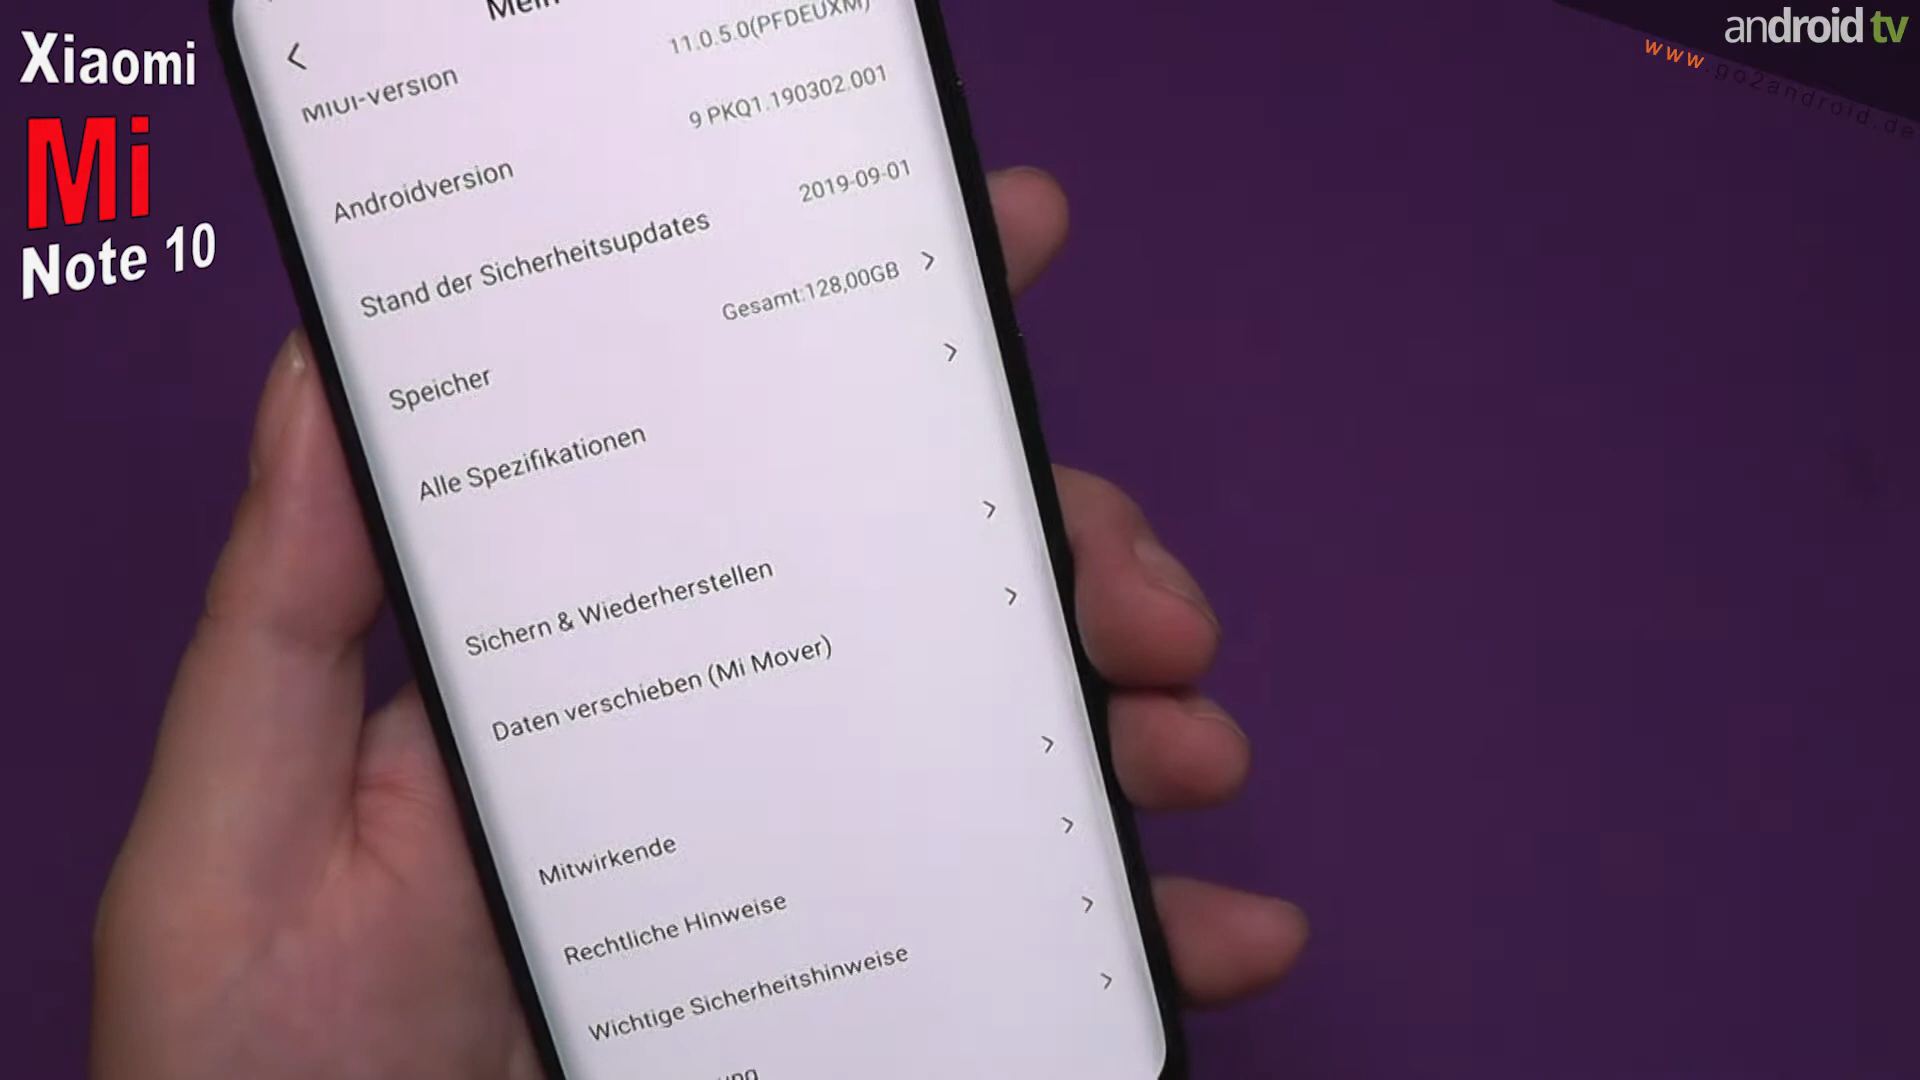 Xiaomi
Mi
Note 10
android tv
www.go2android.de
MIUI-version
11.0.5.0(PFDEUXM)
Androidversion
9 PKQ1.190302.001
Stand der Sicherheitsupdates
2019-09-01
Speicher
Gesamt:128,00GB
Alle Spezifikationen
Sichern & Wiederherstellen
Daten verschieben (Mi Mover)
Mitwirkende
Rechtliche Hinweise
Wichtige Sicherheitshinweise